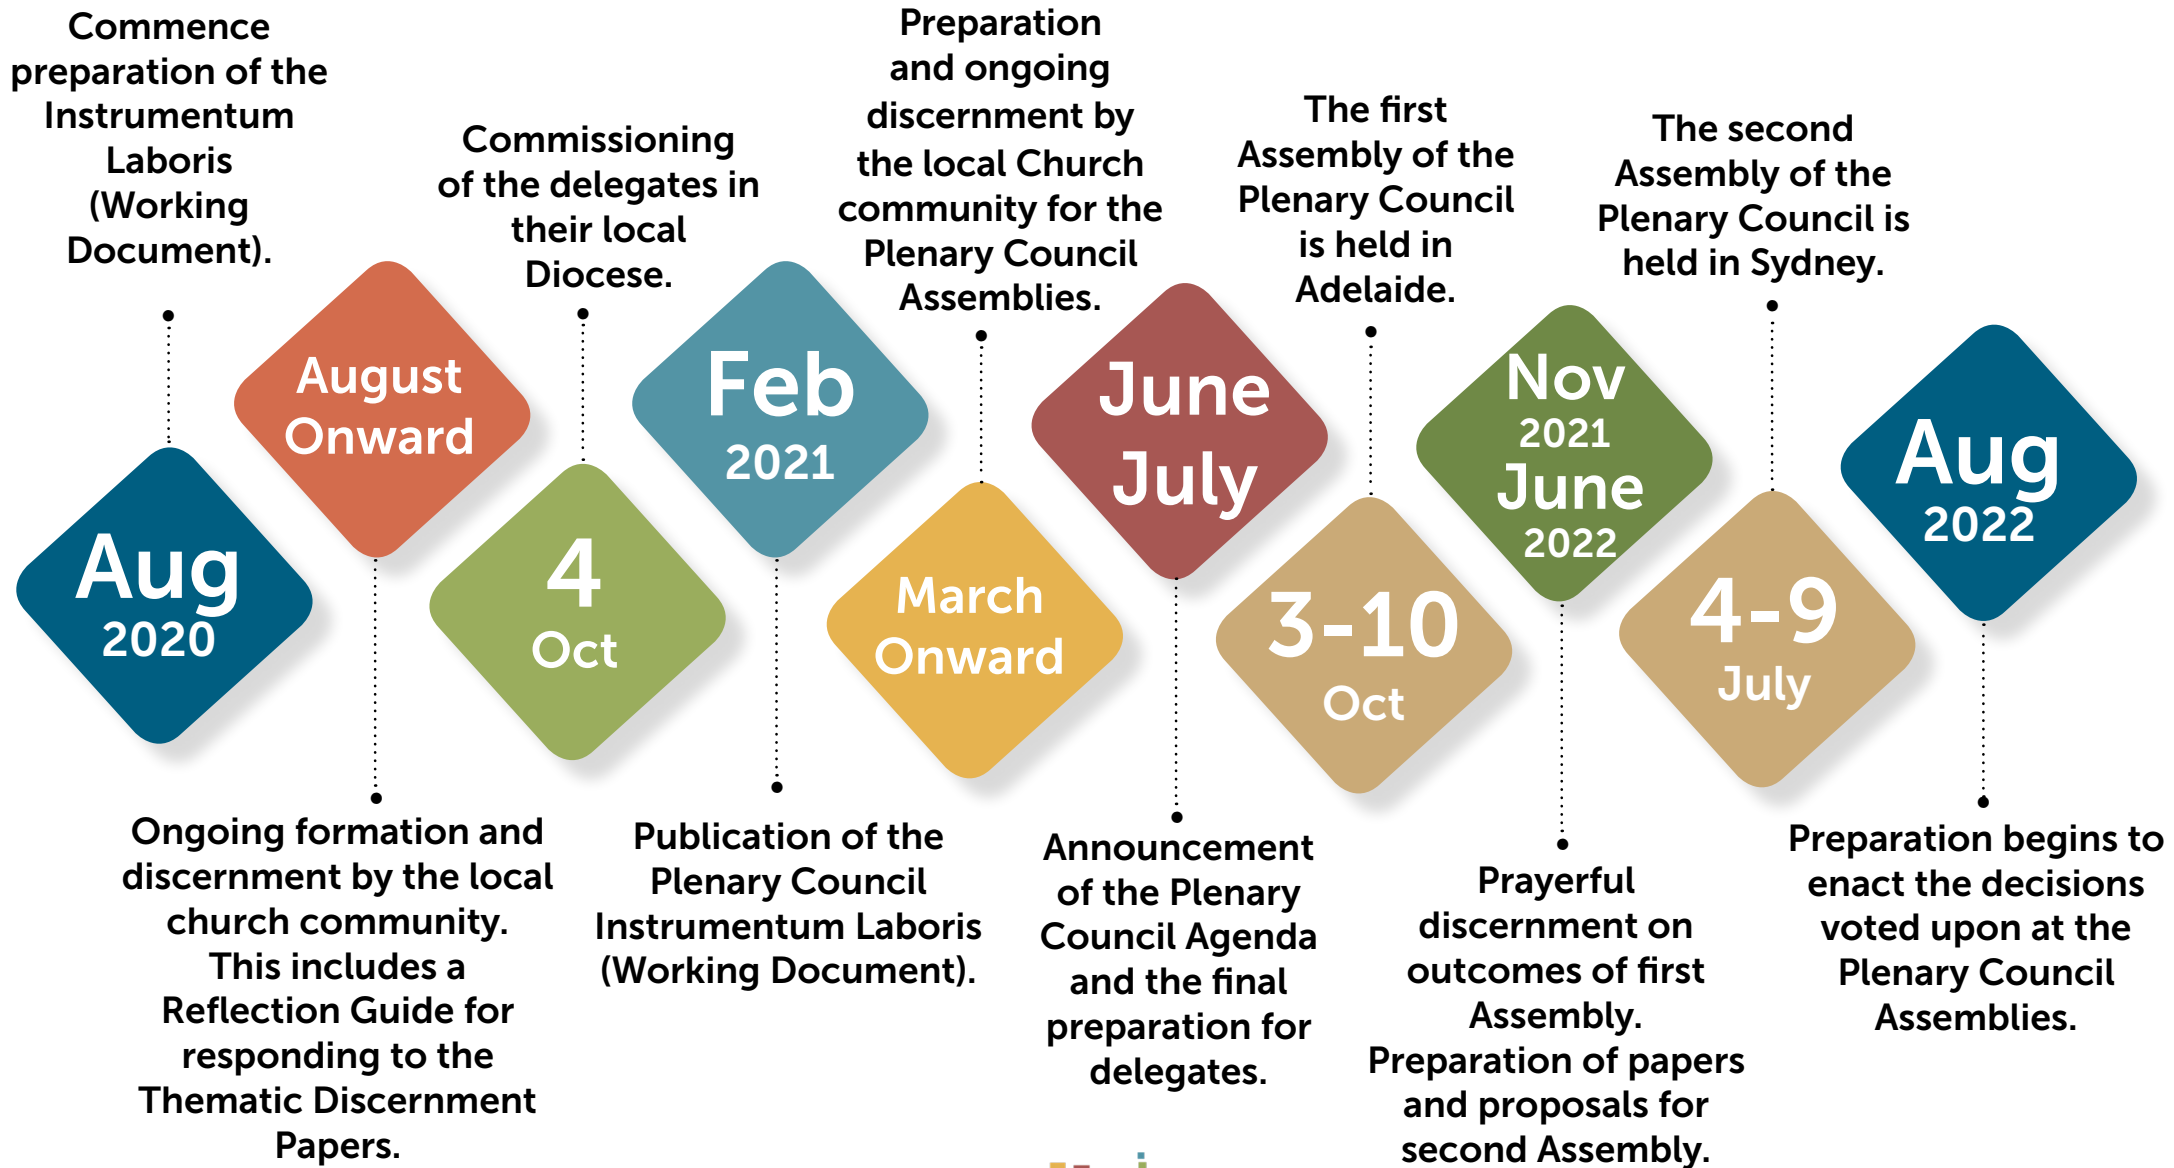 Commence
preparation of the
Instrumentum
Laboris
(Working
Document).
Aug
2020
August
Onward
Ongoing formation and
discernment by the local
church community.
This includes a
Reflection Guide for
responding to the
Thematic Discernment
Papers.
Commissioning
of the delegates in
their local
Diocese.
4
Oct
Feb
2021
Publication of the
Plenary Council
Instrumentum Laboris
(Working Document).
Preparation
and ongoing
discernment by
the local Church
community for the
Plenary Council
Assemblies.
March
Onward
June
July
Announcement
of the Plenary
Council Agenda
and the final
preparation for
delegates.
The first
Assembly of the
Plenary Council
is held in
Adelaide.
3-10
Oct
Nov
2021
June
2022
Prayerful
discernment on
outcomes of first
Assembly.
Preparation of papers
and proposals for
second Assembly.
The second
Assembly of the
Plenary Council is
held in Sydney.
4-9
July
Aug
2022
Preparation begins to
enact the decisions
voted upon at the
Plenary Council
Assemblies.